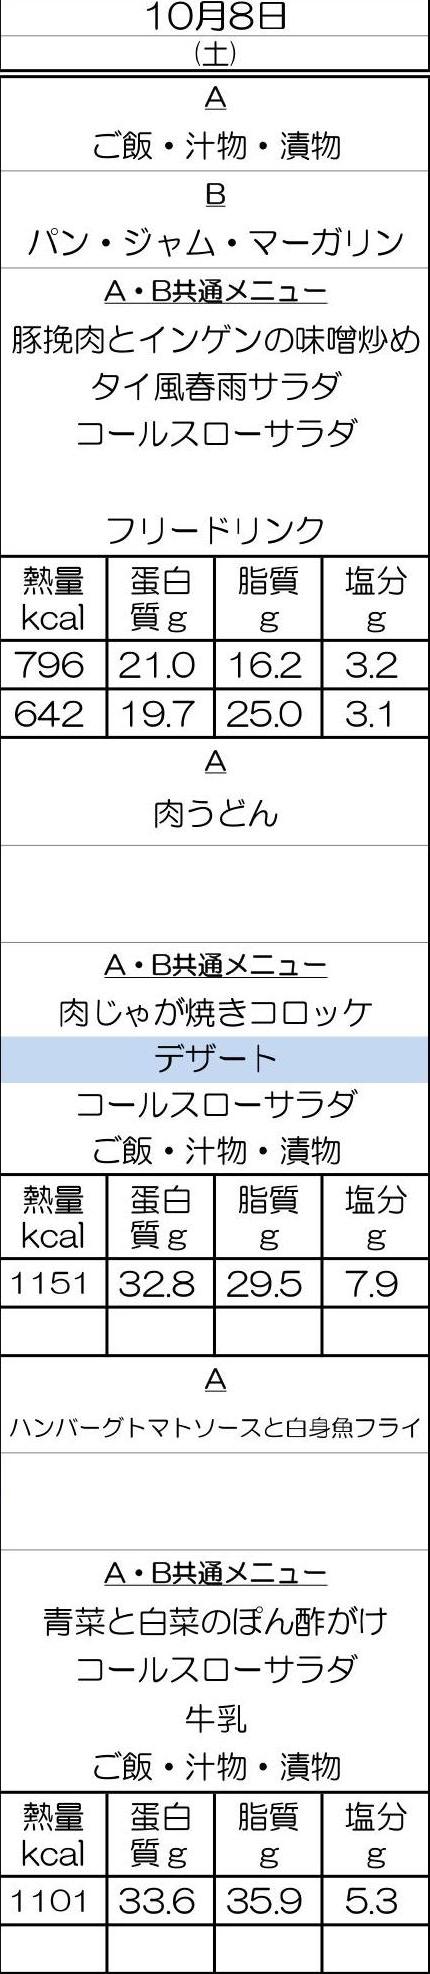 10月8日
(土)
A
ご飯・汁物・漬物
B
パン・ジャム・マーガリン
A・B共通メニュー
豚挽肉とインゲンの味噌炒め
タイ風春雨サラダ
コールスローサラダ
フリードリンク
熱量 蛋白 脂質 塩分
kcal 質g g g
796 21.0 16.2 3.2
642 19.7 25.0 3.1
A
肉うどん
A・B共通メニュー
肉じゃが焼きコロッケ
デザート
コールスローサラダ
ご飯・汁物・漬物
熱量 蛋白 脂質 塩分
kcal 質g g g
1151 32.8 29.5 7.9
A
ハンバーグトマトソースと白身魚フライ
A・B共通メニュー
青菜と白菜のぽん酢がけ
コールスローサラダ
牛乳
ご飯・汁物・漬物
熱量 蛋白 脂質 塩分
kcal 質g g g
1101 33.6 35.9 5.3